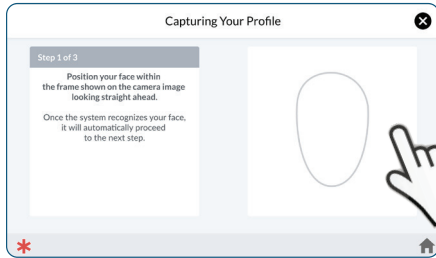 Capturing Your Profile
Step 1 of 3
Position your face within
the frame shown on the camera image
looking straight ahead.
Once the system recognizes your face,
it will automatically proceed
to the next step.